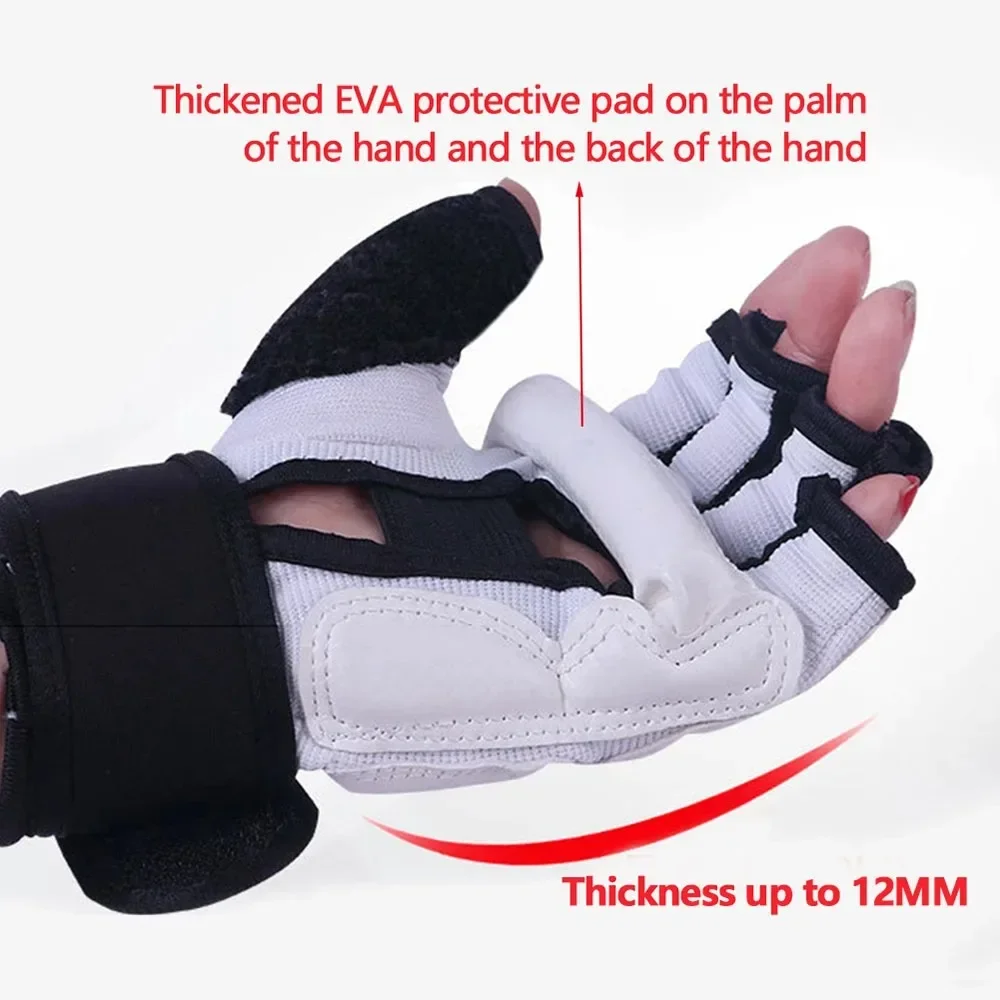 Thickened EVA protective pad on the palm
of the hand and the back of the hand
Thickness up to 12MM